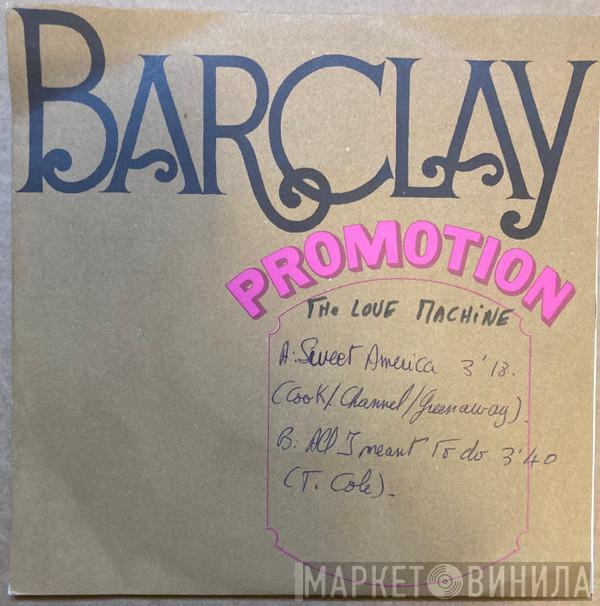 BARCLAY
PROMOTION
THe LOVE MACHiNE
A: Sweet America 3'18.
(Cook/Channel/Greenaway).
B: All I meant To do 3'40
(T. Cole).
МАРКЕТ ВИНИЛА